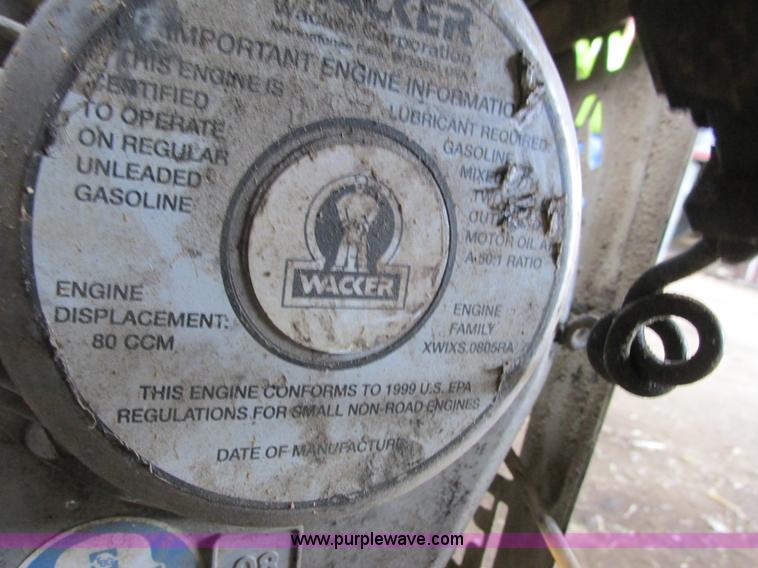 WACKER
Wacker Corporation
IMPORTANT ENGINE INFORMATION
THIS ENGINE IS
CERTIFIED
TO OPERATE
ON REGULAR
UNLEADED
GASOLINE
LUBRICANT REQUIRED
GASOLINE
MOTOR OIL AT
A 50:1 RATIO
WACKER
ENGINE
DISPLACEMENT:
80 CCM
ENGINE
FAMILY
XWIXS.0805RA
THIS ENGINE CONFORMS TO 1999 U.S. EPA
REGULATIONS FOR SMALL NON-ROAD ENGINES
DATE OF MANUFACTURE
www.purplewave.com